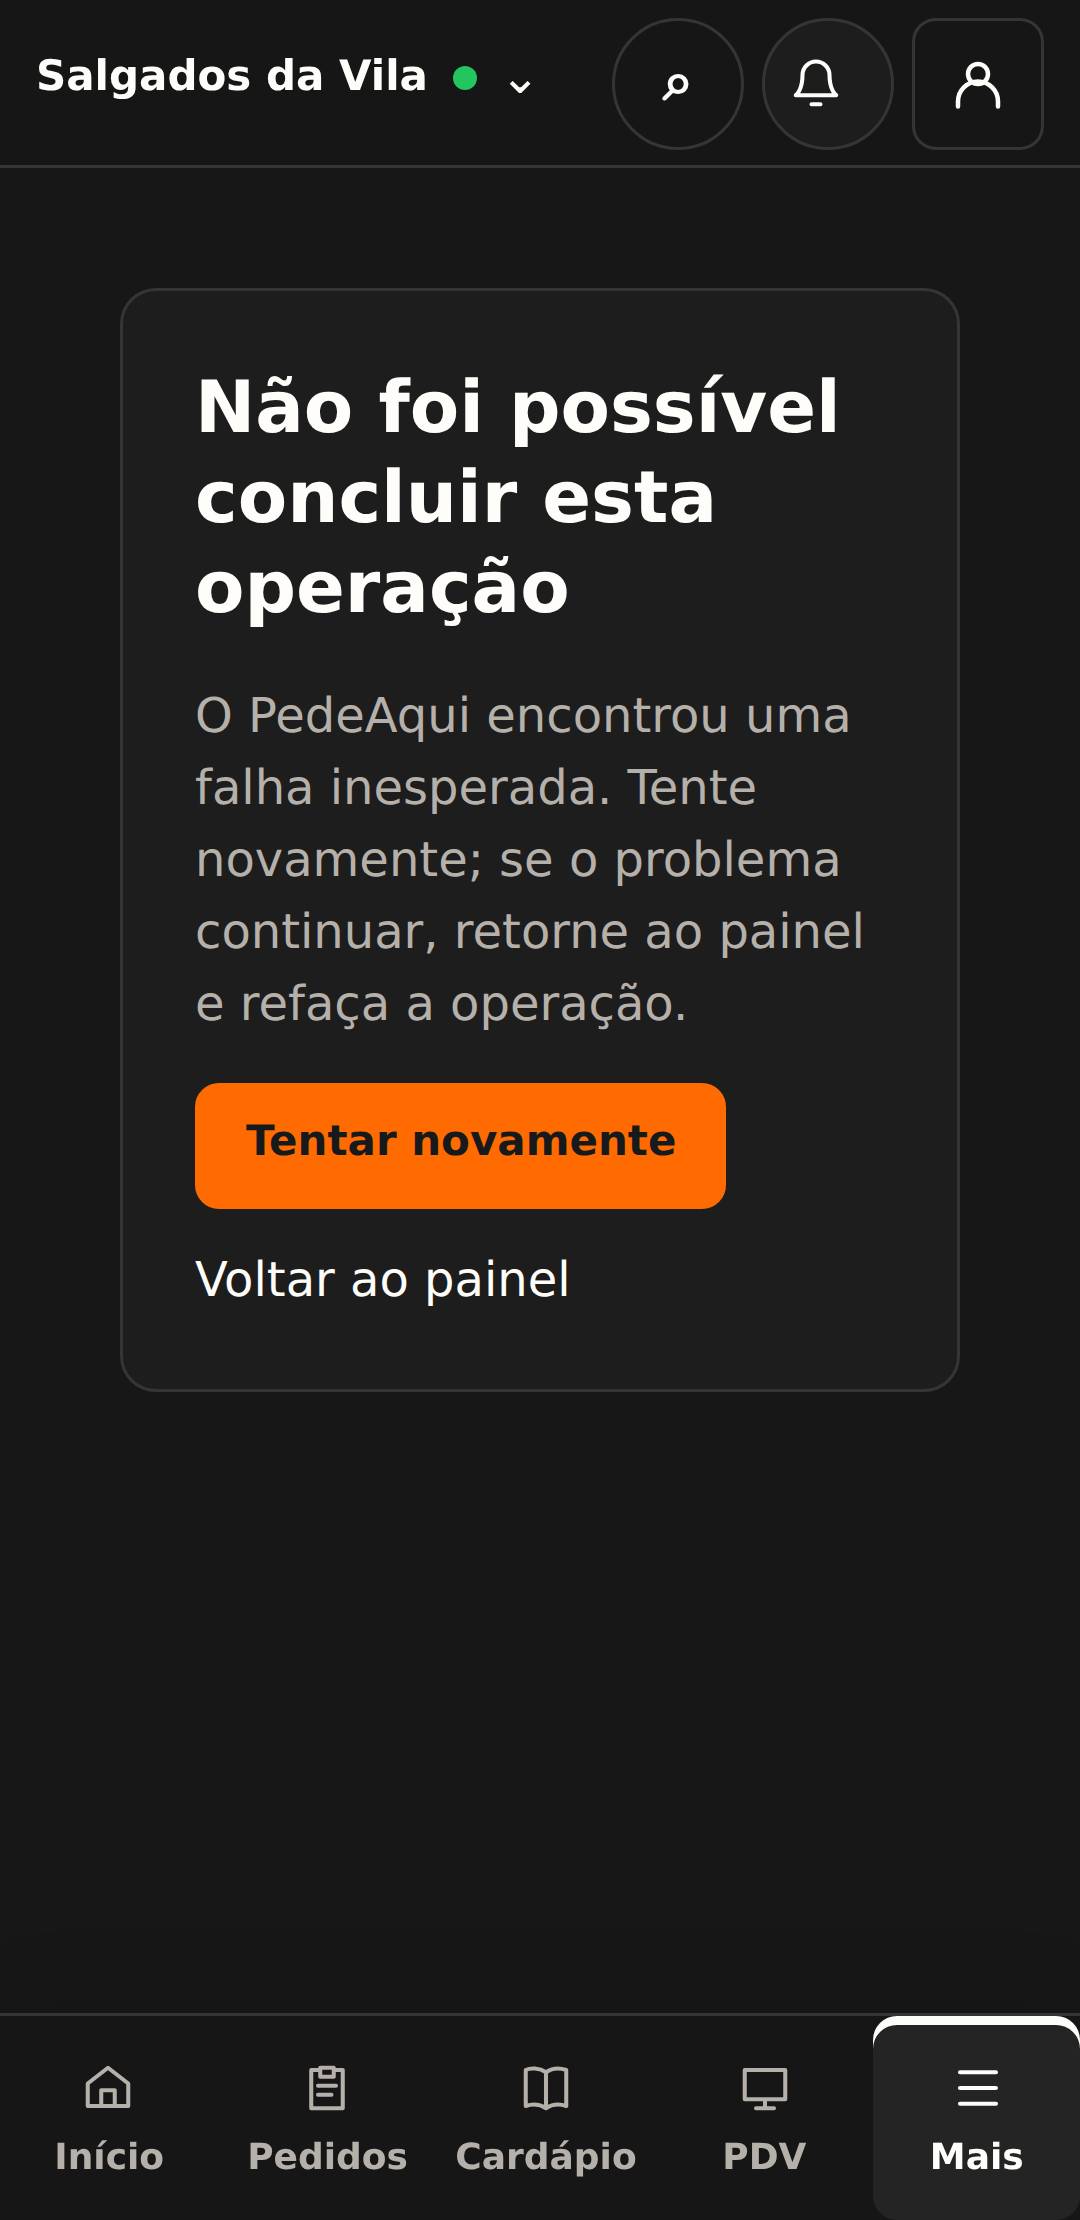 Salgados da Vila
Não foi possível
concluir esta
operação
O PedeAqui encontrou uma
falha inesperada. Tente
novamente; se o problema
continuar, retorne ao painel
e refaça a operação.
Tentar novamente
Voltar ao painel
Início
Pedidos
Cardápio
PDV
Mais